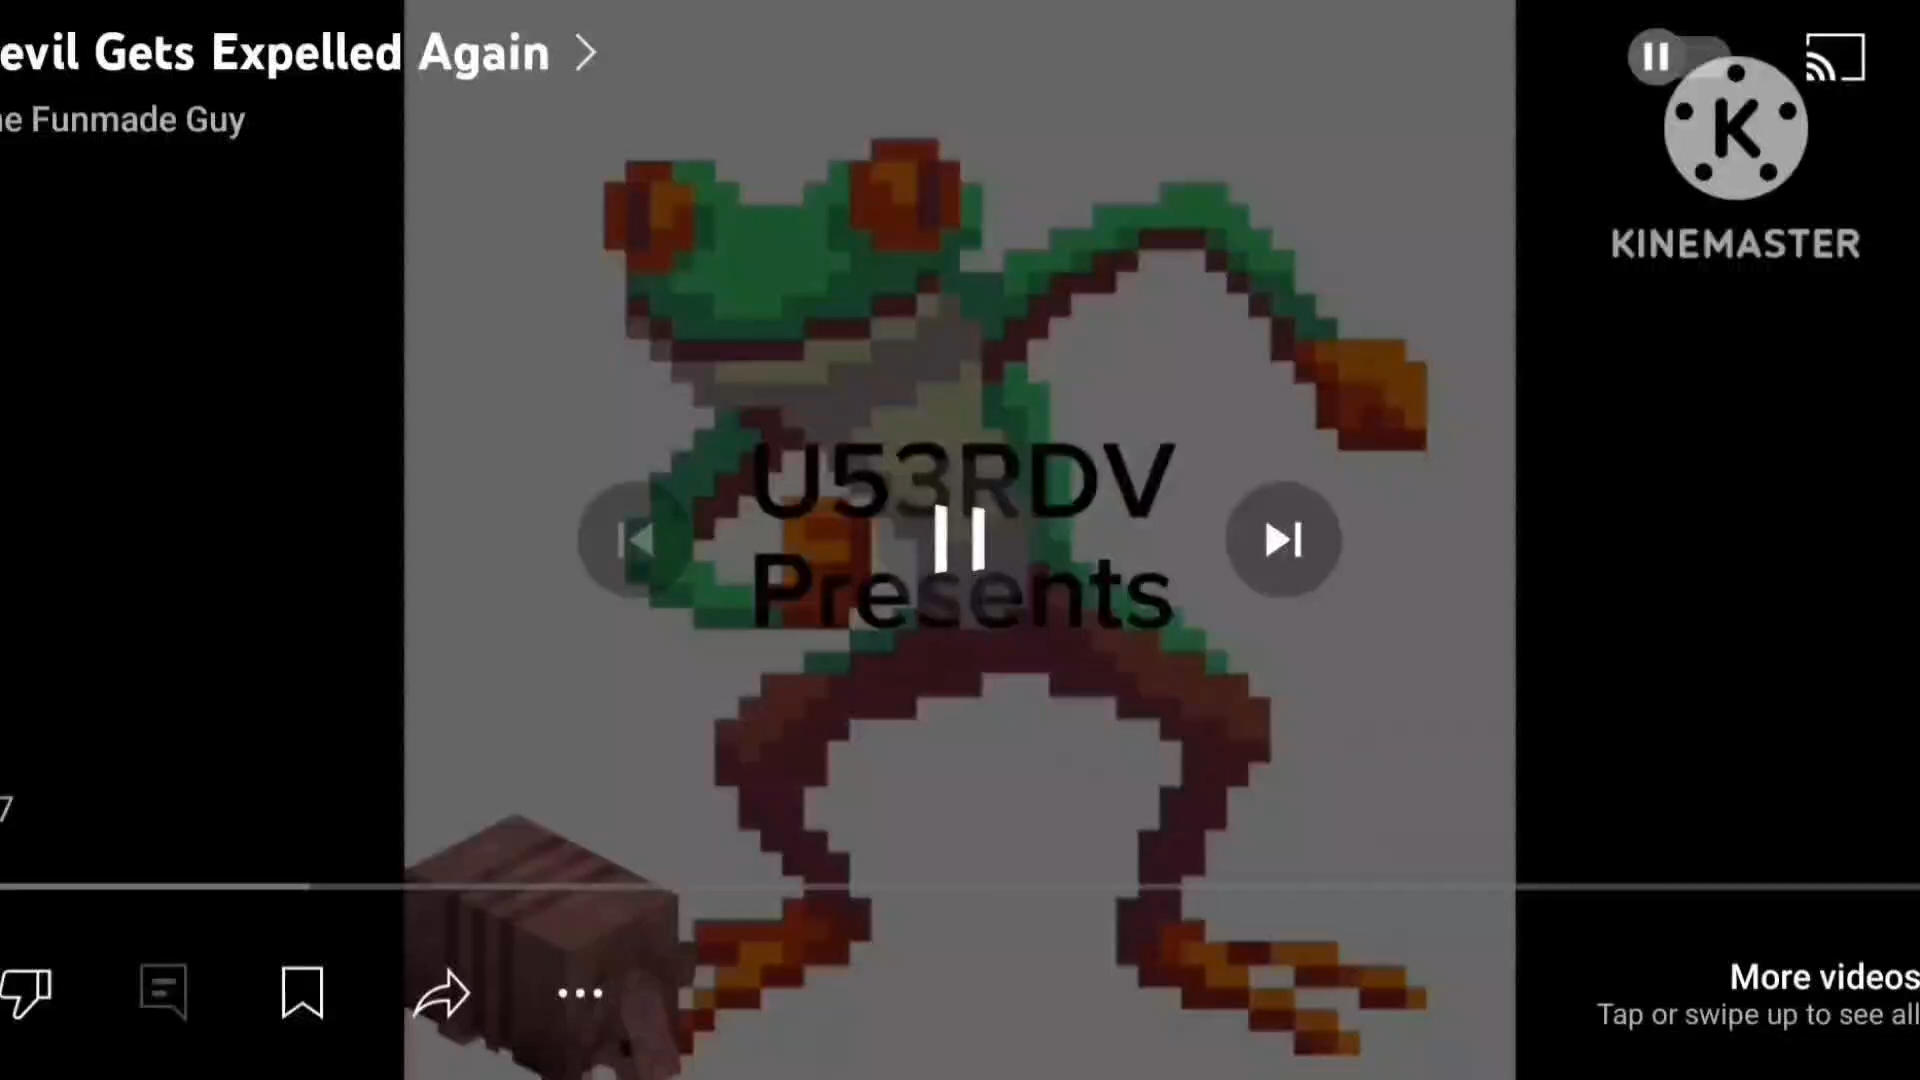 evil Gets Expelled Again
e Funmade Guy
K
KINEMASTER
U53RDV
Presents
7
More videos
Tap or swipe up to see all